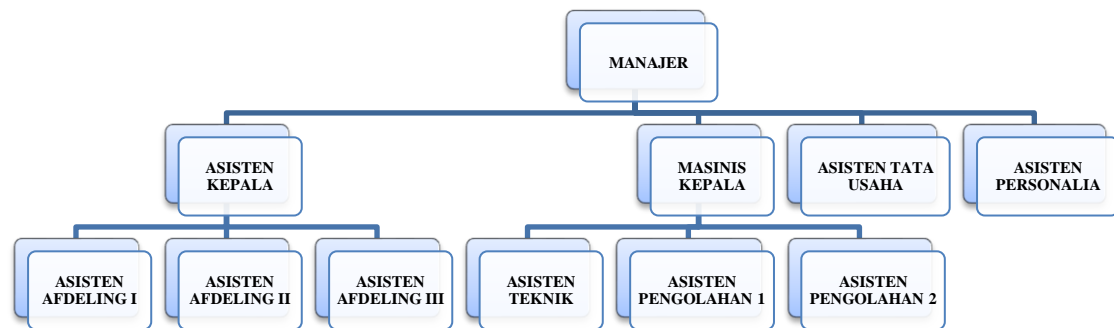 MANAJER
ASISTEN
KEPALA
MASINIS
KEPALA
ASISTEN TATA
USAHA
ASISTEN
PERSONALIA
ASISTEN
AFDELING I
ASISTEN
AFDELING II
ASISTEN
AFDELING III
ASISTEN
TEKNIK
ASISTEN
PENGOLAHAN 1
ASISTEN
PENGOLAHAN 2